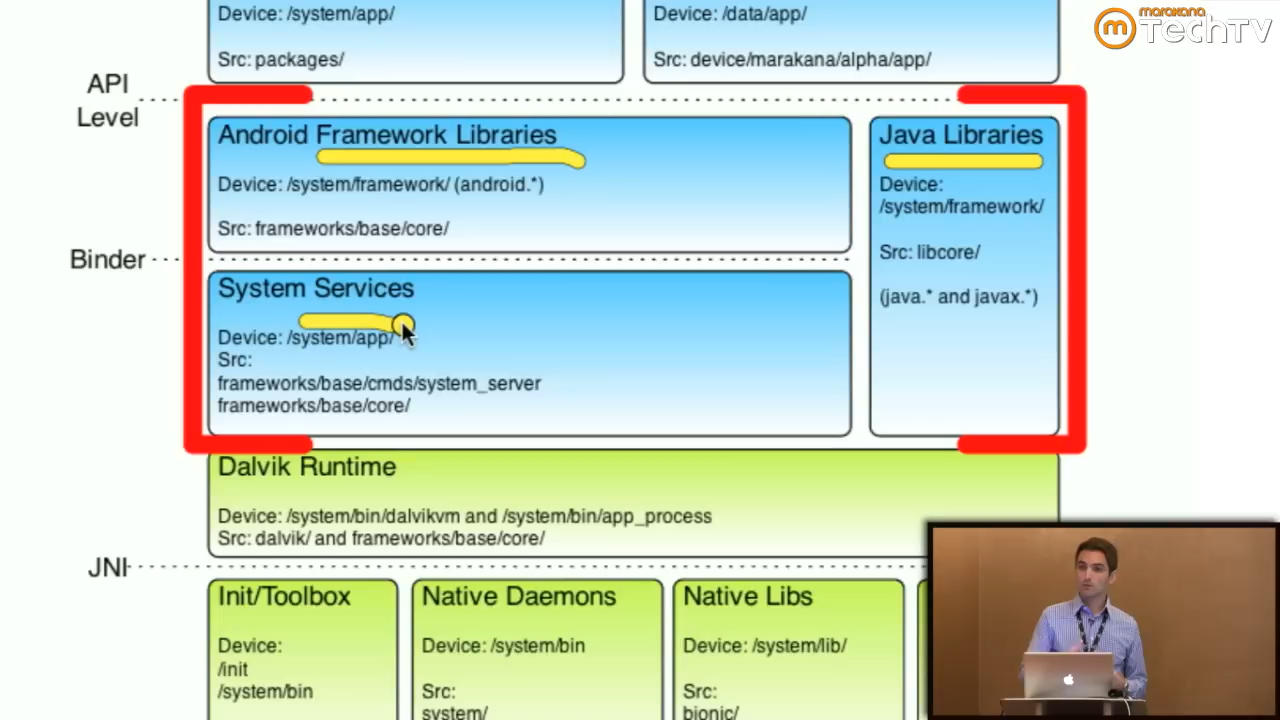 Device: /system/app/
Src: packages/
Device: /data/app/
Src: device/marakana/alpha/app/
marakana
m TechTV
API
Level
Android Framework Libraries
Device: /system/framework/ (android.*)
Src: frameworks/base/core/
Java Libraries
Device:
/system/framework/
Src: libcore/
(java.* and javax.*)
Binder
System Services
Device: /system/app/
Src:
frameworks/base/cmds/system_server
frameworks/base/core/
Dalvik Runtime
Device: /system/bin/dalvikvm and /system/bin/app_process
Src: dalvik/ and frameworks/base/core/
JNI
Init/Toolbox
Device:
/init
/system/bin
Native Daemons
Device: /system/bin
Src:
system/
Native Libs
Device: /system/lib/
Src:
bionic/